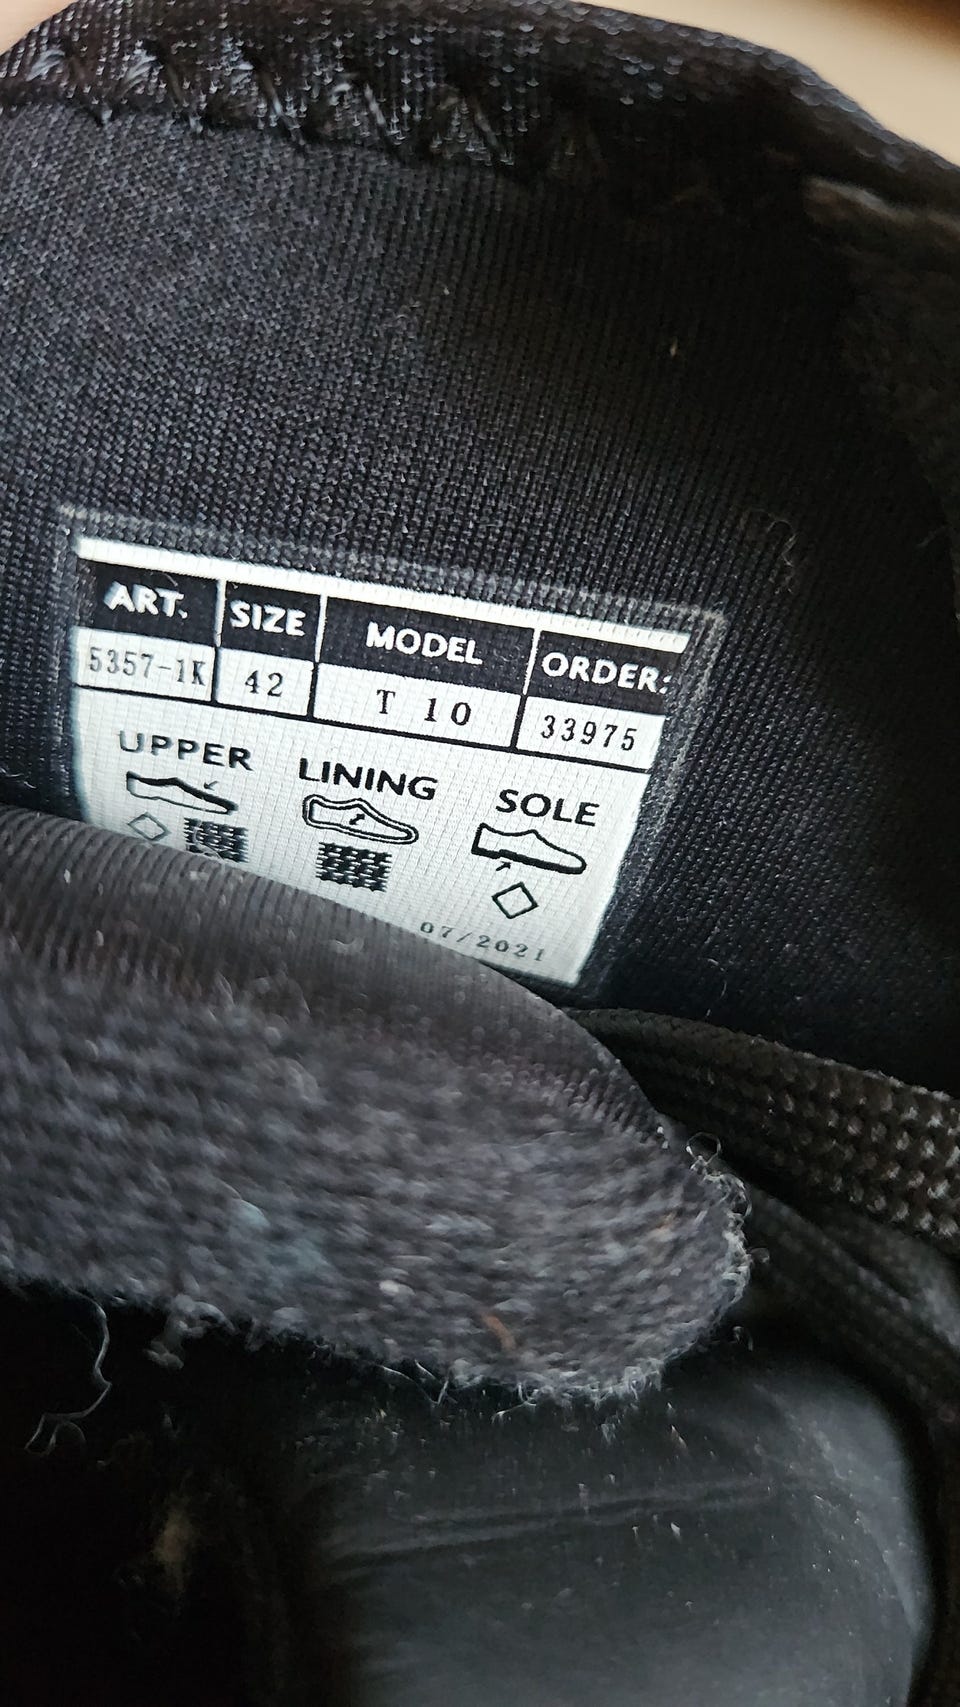 ART. SIZE MODEL ORDER:
5357-1K 42 T 10 33975
UPPER LINING SOLE
07/2021